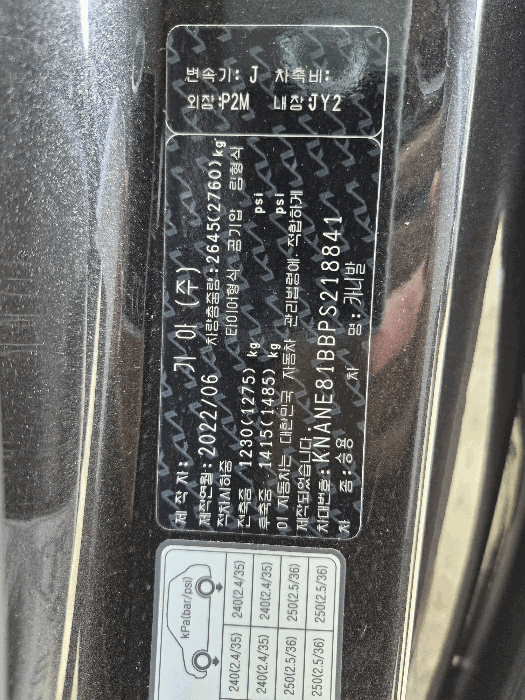 변속기: J 차축비:
외장:P2M 내장:JY2
제 작 자: 기 아 (주)
제작연월: 2022/06 차량총중량:2645(2760)kg
적차시하중 타이어형식 공기압 림형식
전축중 1230(1275) kg psi
후축중 1415(1485) kg psi
이 자동차는 대한민국 자동차 관리법령에 적합하게
제작되었습니다.
차대번호:KNANE81BBPS218841
차 종: 승용 차 명: 카니발
kPa(bar/psi)
240(2.4/35) 240(2.4/35)
240(2.4/35) 240(2.4/35)
250(2.5/36) 250(2.5/36)
250(2.5/36) 250(2.5/36)